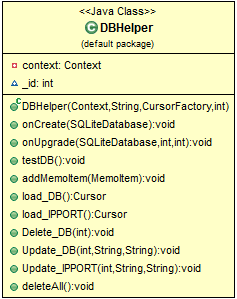 <<Java Class>>
DBHelper
(default package)
context: Context
_id: int
DBHelper(Context,String,CursorFactory,int)
onCreate(SQLiteDatabase):void
onUpgrade(SQLiteDatabase,int,int):void
testDB():void
addMemoItem(MemoItem):void
load_DB():Cursor
load_IPPORT():Cursor
Delete_DB(int):void
Update_DB(int,String,String):void
Update_IPPORT(int,String,String):void
deleteAll():void